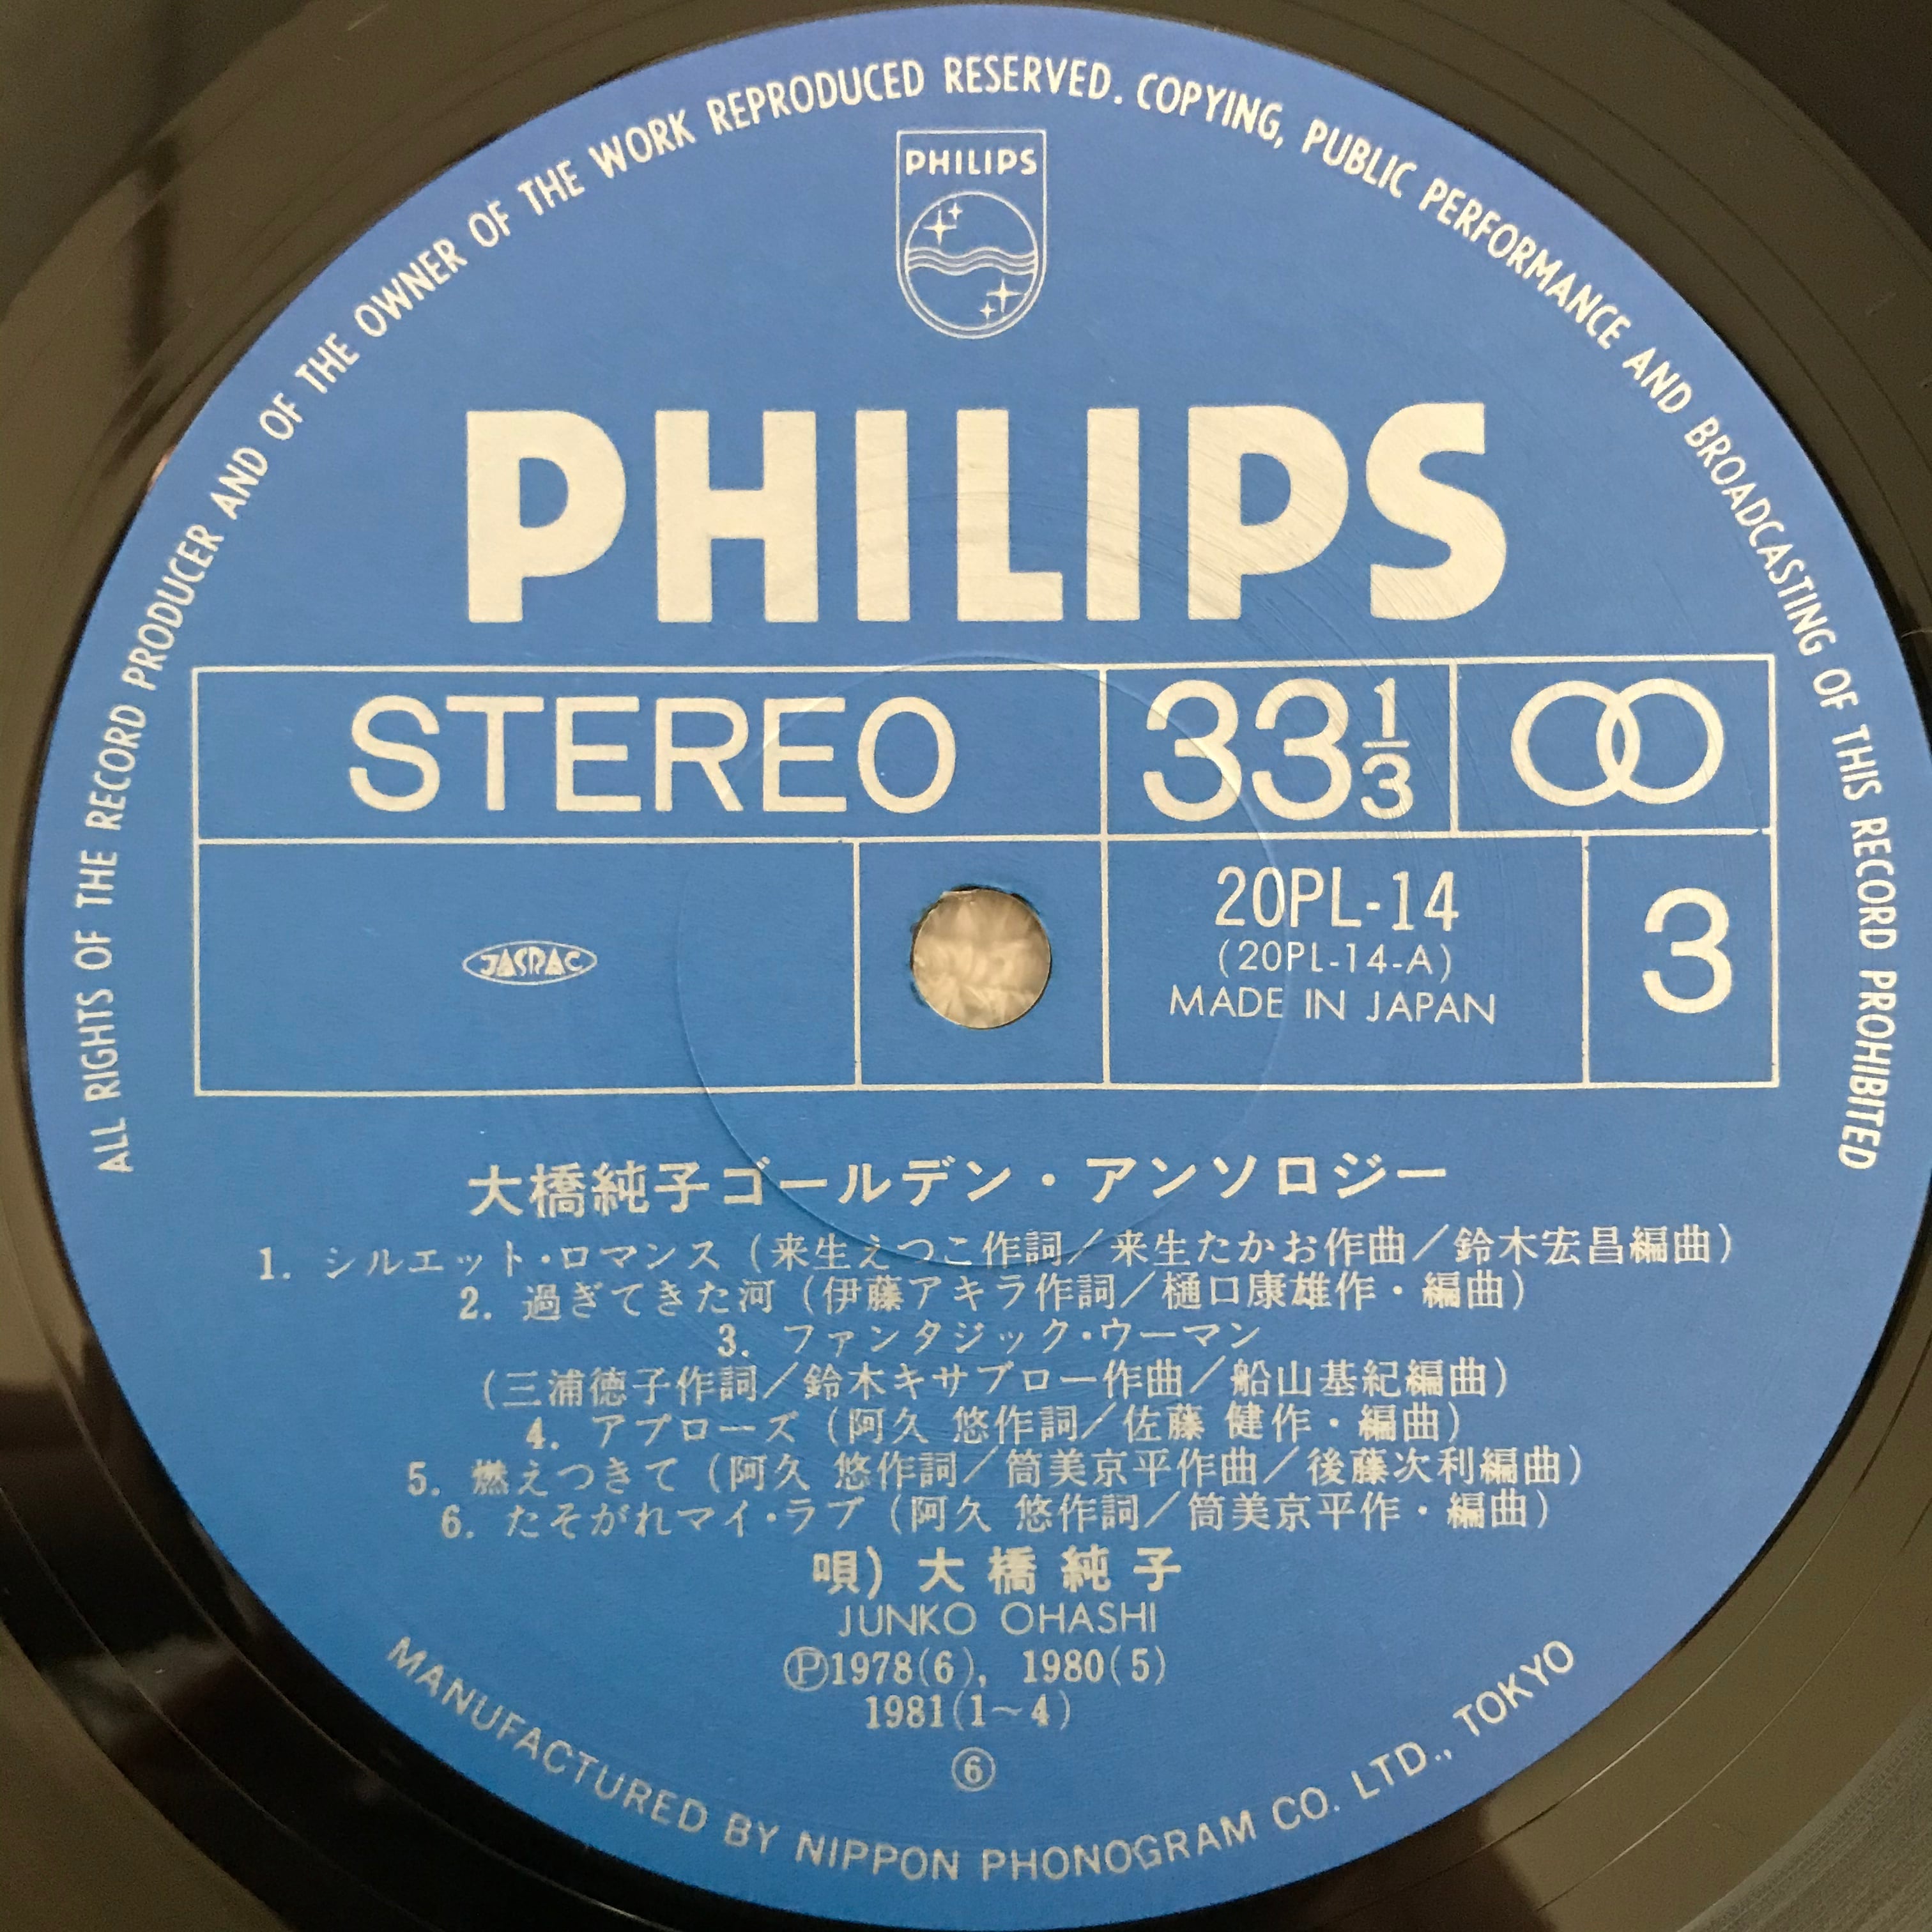 ALL RIGHTS OF THE RECORD PRODUCER AND OF THE OWNER OF THE WORK REPRODUCED RESERVED. COPYING, PUBLIC PERFORMANCE AND BROADCASTING OF THIS RECORD PROHIBITED
PHILIPS
PHILIPS
STEREO 33 1/3
JASRAC
20PL-14
(20PL-14-A)
MADE IN JAPAN
3
大橋純子ゴールデン・アンソロジー
1. シルエット・ロマンス (来生えつこ作詞／来生たかお作曲／鈴木宏昌編曲)
2. 過ぎてきた河 (伊藤アキラ作詞／樋口康雄作・編曲)
3. ファンタジック・ウーマン
(三浦徳子作詞／鈴木キサブロー作曲／船山基紀編曲)
4. アプローズ (阿久 悠作詞／佐藤 健作・編曲)
5. 燃えつきて (阿久 悠作詞／筒美京平作曲／後藤次利編曲)
6. たそがれマイ・ラブ (阿久 悠作詞／筒美京平作・編曲)
唄) 大橋純子
JUNKO OHASHI
Ⓟ1978(6), 1980(5)
1981(1~4)
⑥
MANUFACTURED BY NIPPON PHONOGRAM CO. LTD., TOKYO